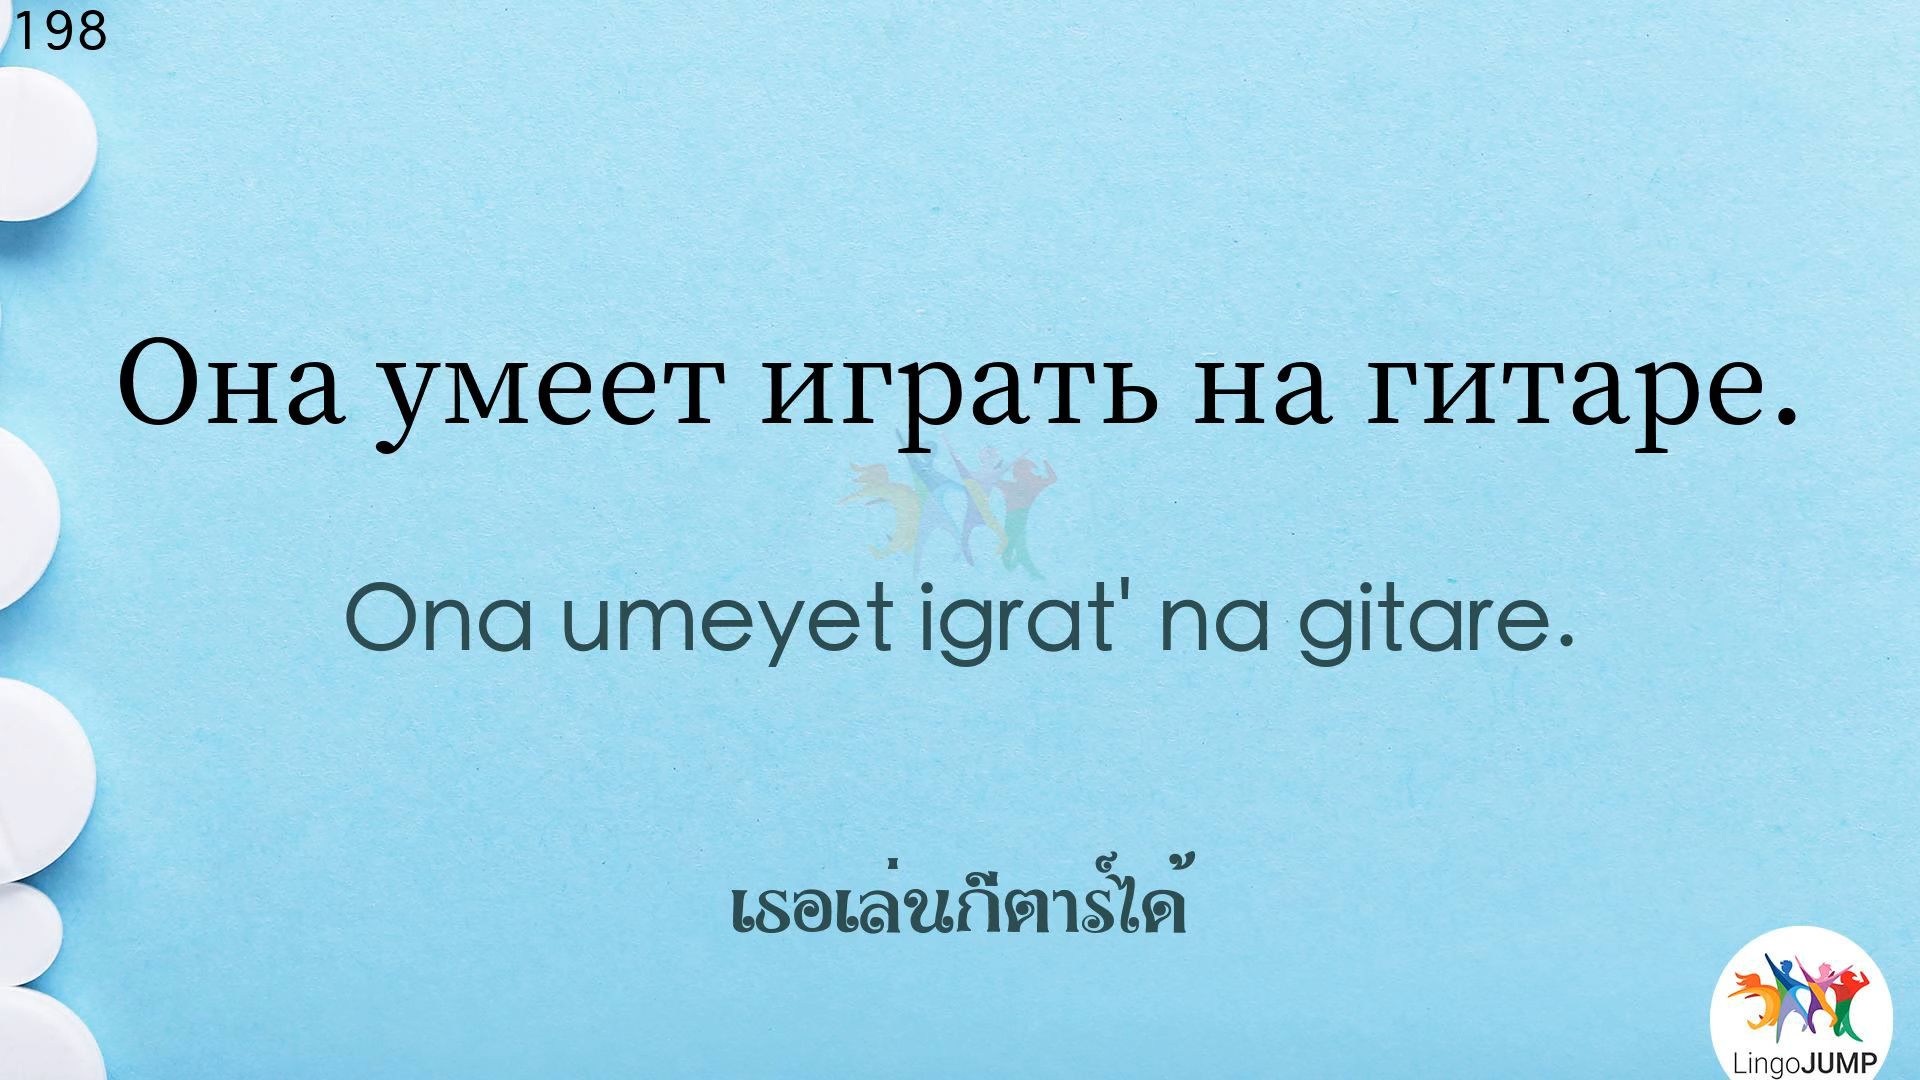 198
Она умеет играть на гитаре.
Ona umeyet igrat' na gitare.
เธอเล่นกีตาร์ได้
LingoJUMP